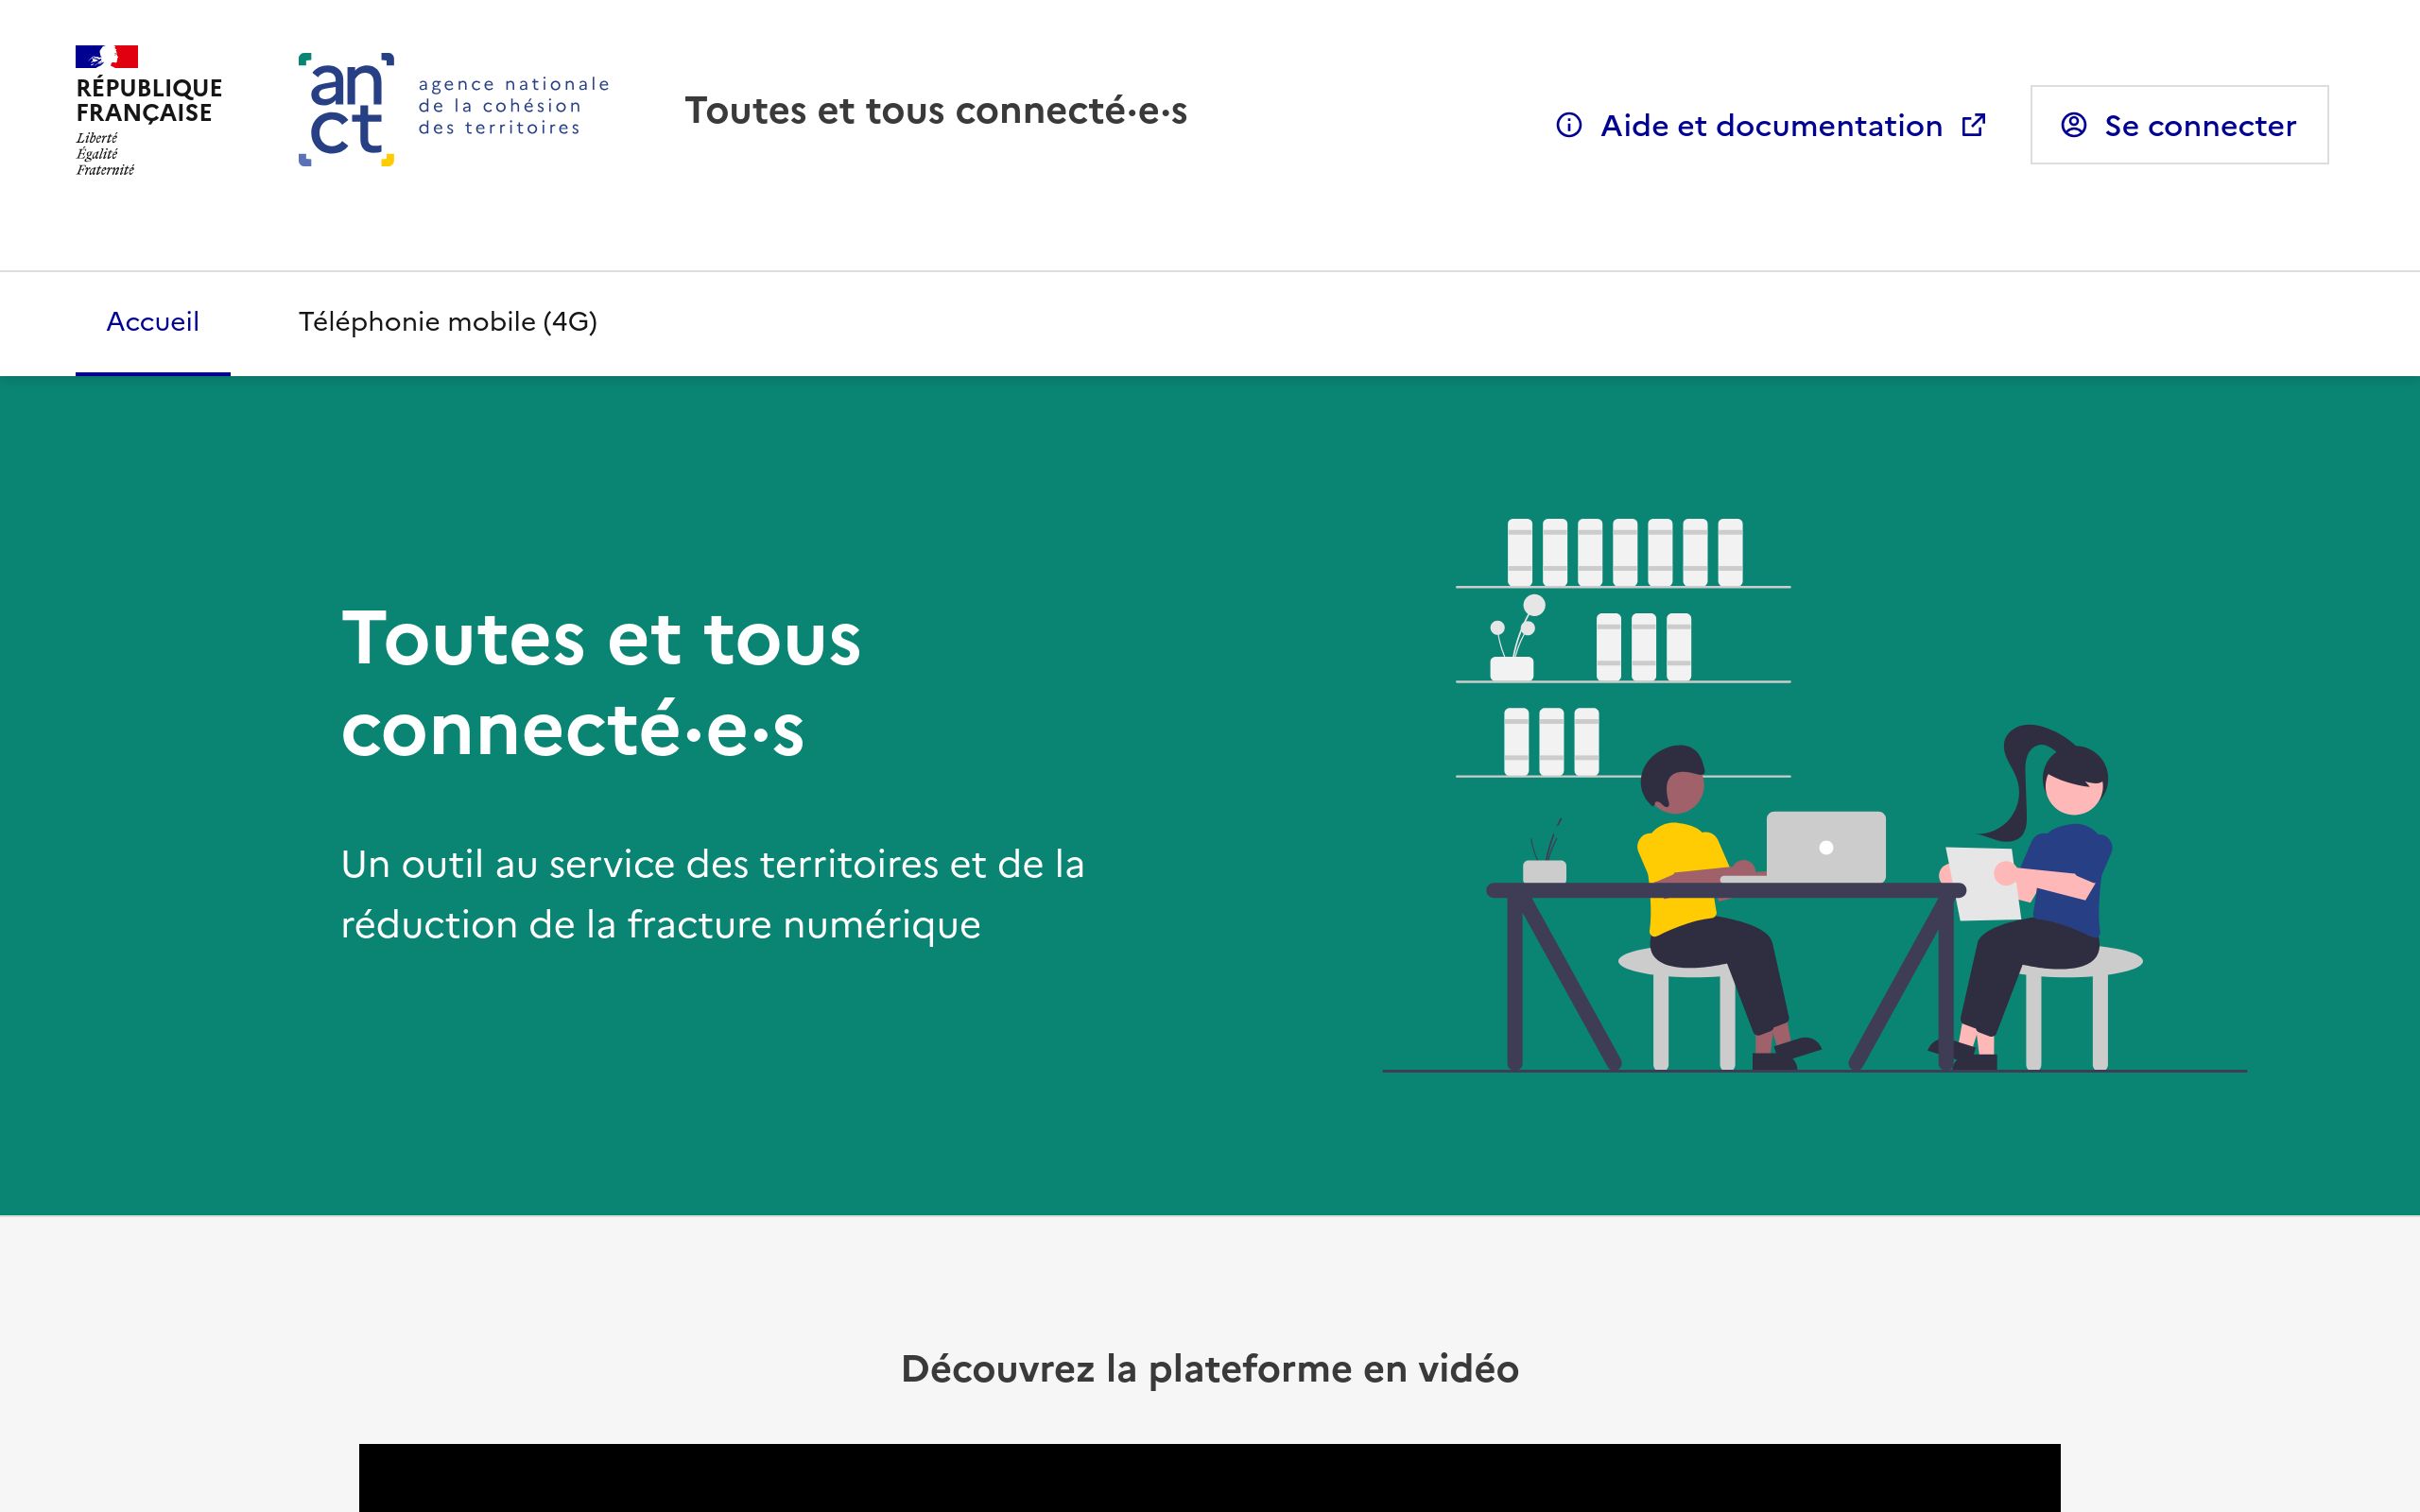 RÉPUBLIQUE
FRANÇAISE
Liberté
Égalité
Fraternité
anct
agence nationale
de la cohésion
des territoires
Toutes et tous connecté·e·s
Aide et documentation
Se connecter
Accueil
Téléphonie mobile (4G)
Toutes et tous
connecté·e·s
Un outil au service des territoires et de la
réduction de la fracture numérique
Découvrez la plateforme en vidéo